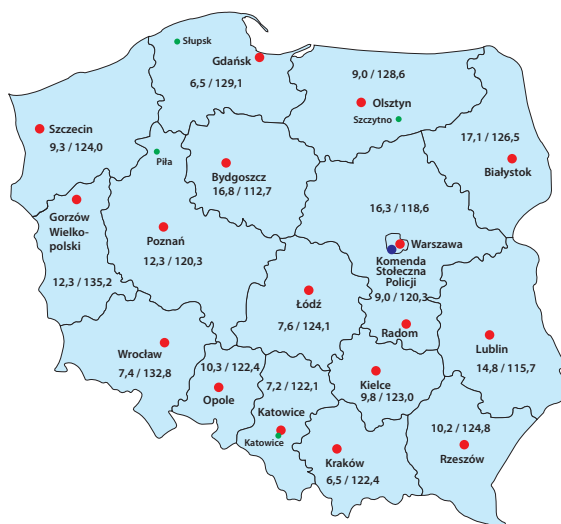 Słupsk
Gdańsk
6,5 / 129,1
9,0 / 128,6
Olsztyn
Szczytno
Szczecin
9,3 / 124,0
17,1 / 126,5
Białystok
Piła
Bydgoszcz
16,8 / 112,7
Gorzów
Wielko-
polski
12,3 / 135,2
Poznań
12,3 / 120,3
16,3 / 118,6
Warszawa
Komenda
Stołeczna
Policji
9,0 / 120,3
Radom
Łódź
7,6 / 124,1
Lublin
14,8 / 115,7
Wrocław
7,4 / 132,8
10,3 / 122,4
Opole
7,2 / 122,1
Katowice
Katowice
Kielce
9,8 / 123,0
Kraków
6,5 / 122,4
10,2 / 124,8
Rzeszów